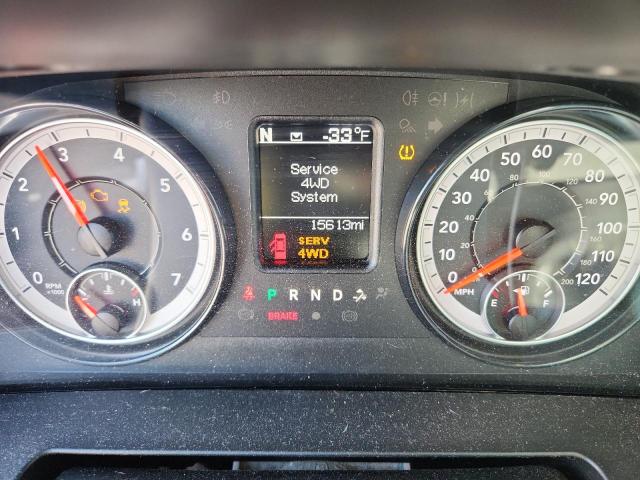 N -33°F
Service
4WD
System
15613mi
SERV
4WD
P R N D
BRAKE
0 1 2 3 4 5 6 7
RPM
x1000
C H
0 10 20 30 40 50 60 70 80 90 100 110 120
MPH
200
E F